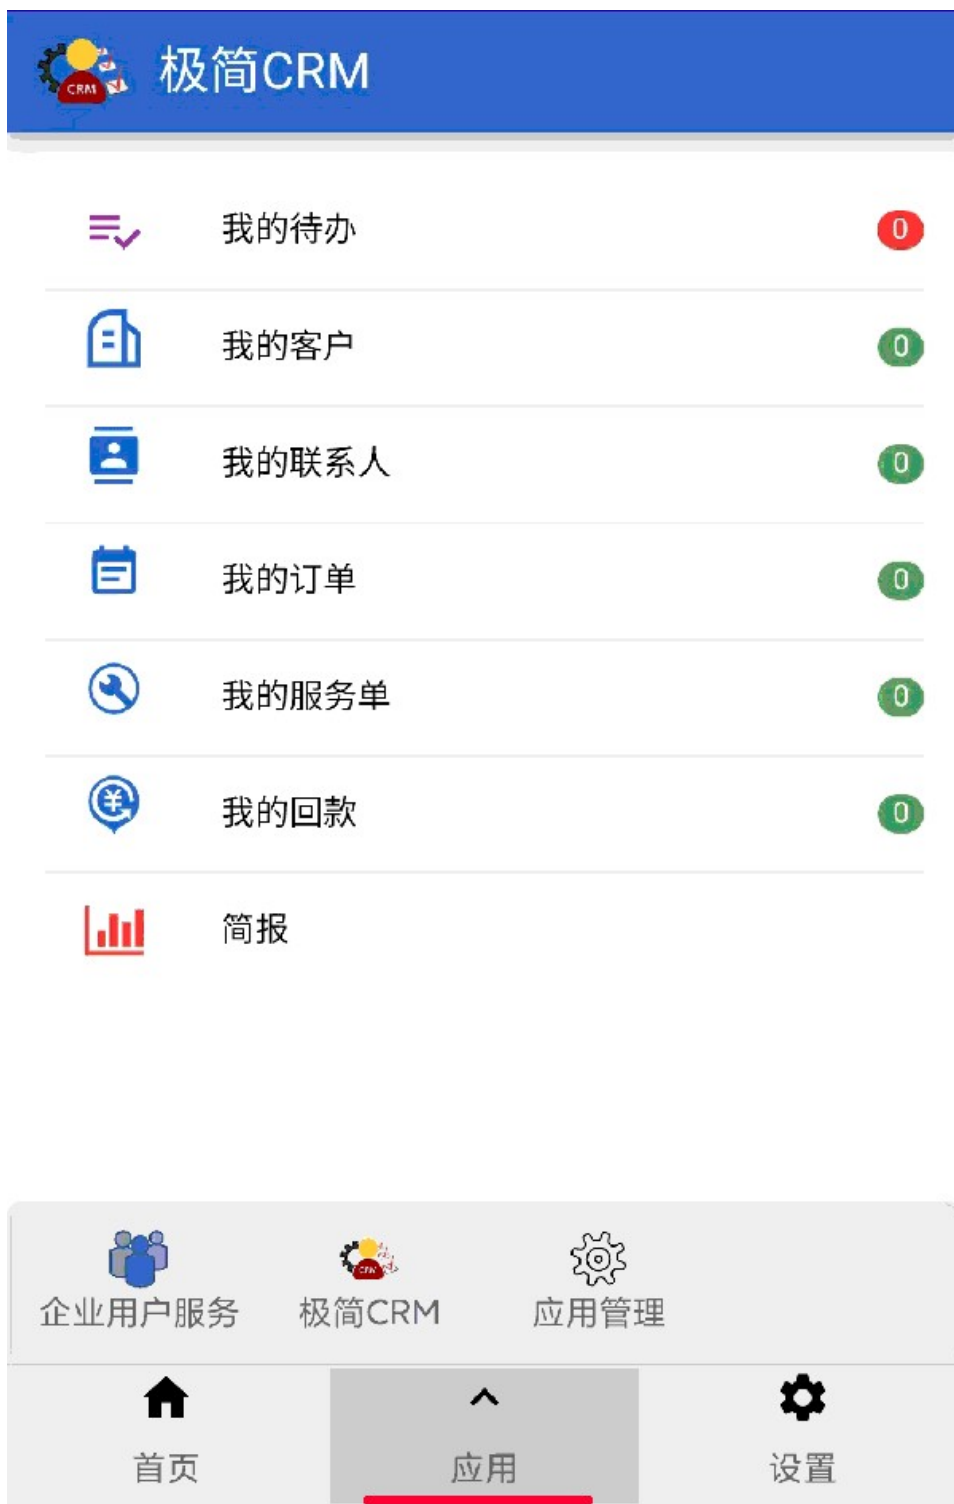 CRM 极简CRM
我的待办 0
我的客户 0
我的联系人 0
我的订单 0
我的服务单 0
我的回款 0
简报
CRM
企业用户服务 极简CRM 应用管理
首页 应用 设置